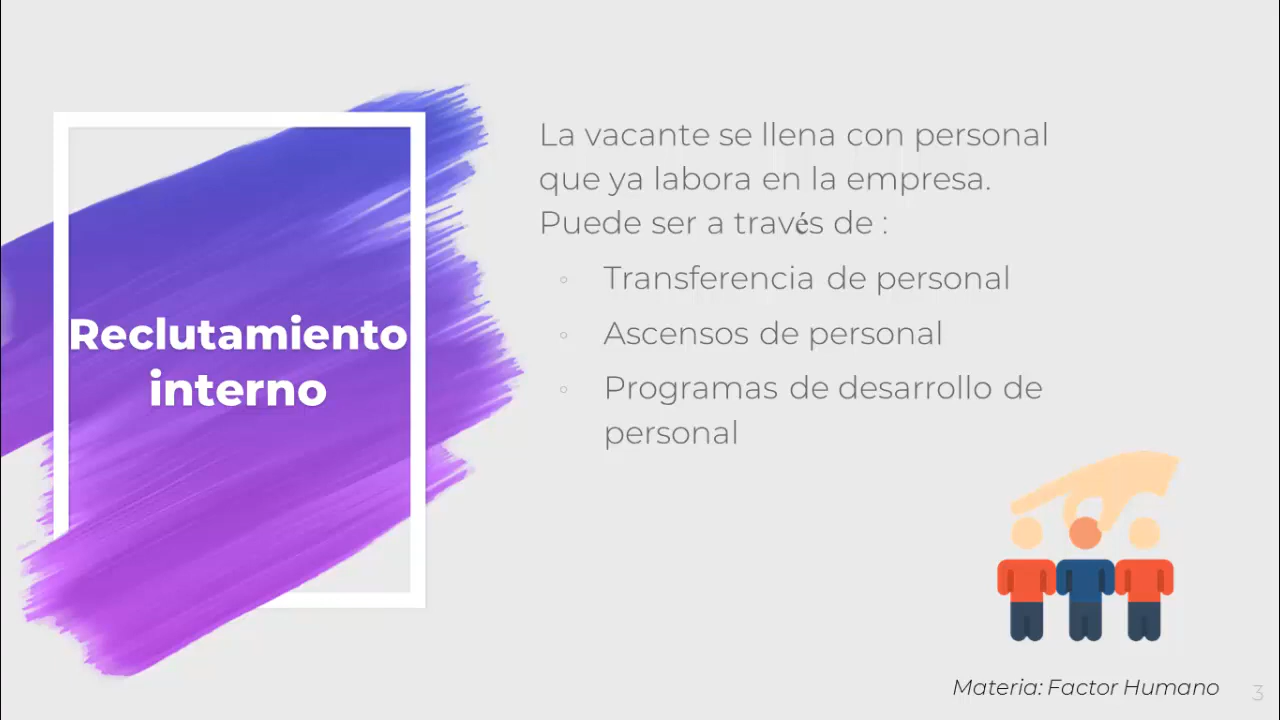 Reclutamiento
interno
La vacante se llena con personal
que ya labora en la empresa.
Puede ser a través de :
◦ Transferencia de personal
◦ Ascensos de personal
◦ Programas de desarrollo de
personal
Materia: Factor Humano
3